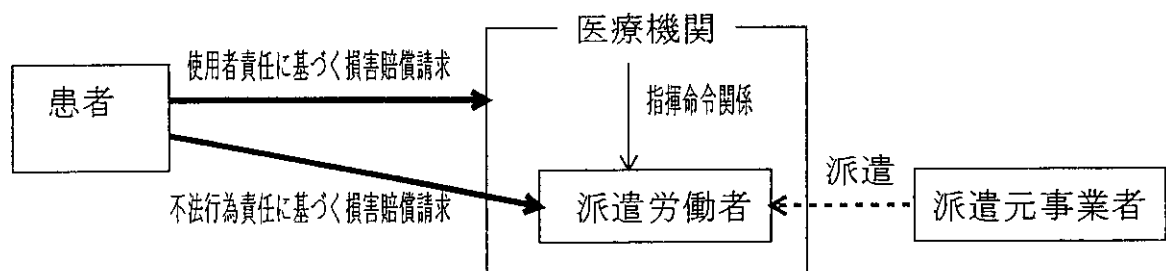 医療機関
使用者責任に基づく損害賠償請求
患者
指揮命令関係
派遣
不法行為責任に基づく損害賠償請求
派遣労働者
派遣元事業者